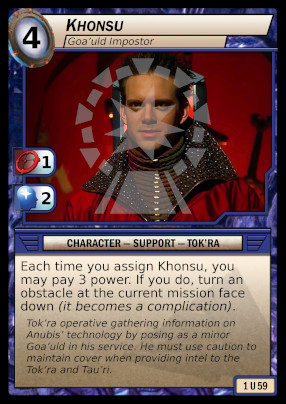 4
KHONSU
Goa'uld Impostor
1
2
CHARACTER — SUPPORT — TOK'RA
Each time you assign Khonsu, you
may pay 3 power. If you do, turn an
obstacle at the current mission face
down (it becomes a complication).
Tok'ra operative gathering information on
Anubis' technology by posing as a minor
Goa'uld in his service. He must use caution to
maintain cover when providing intel to the
Tok'ra and Tau'ri.
1 U 59